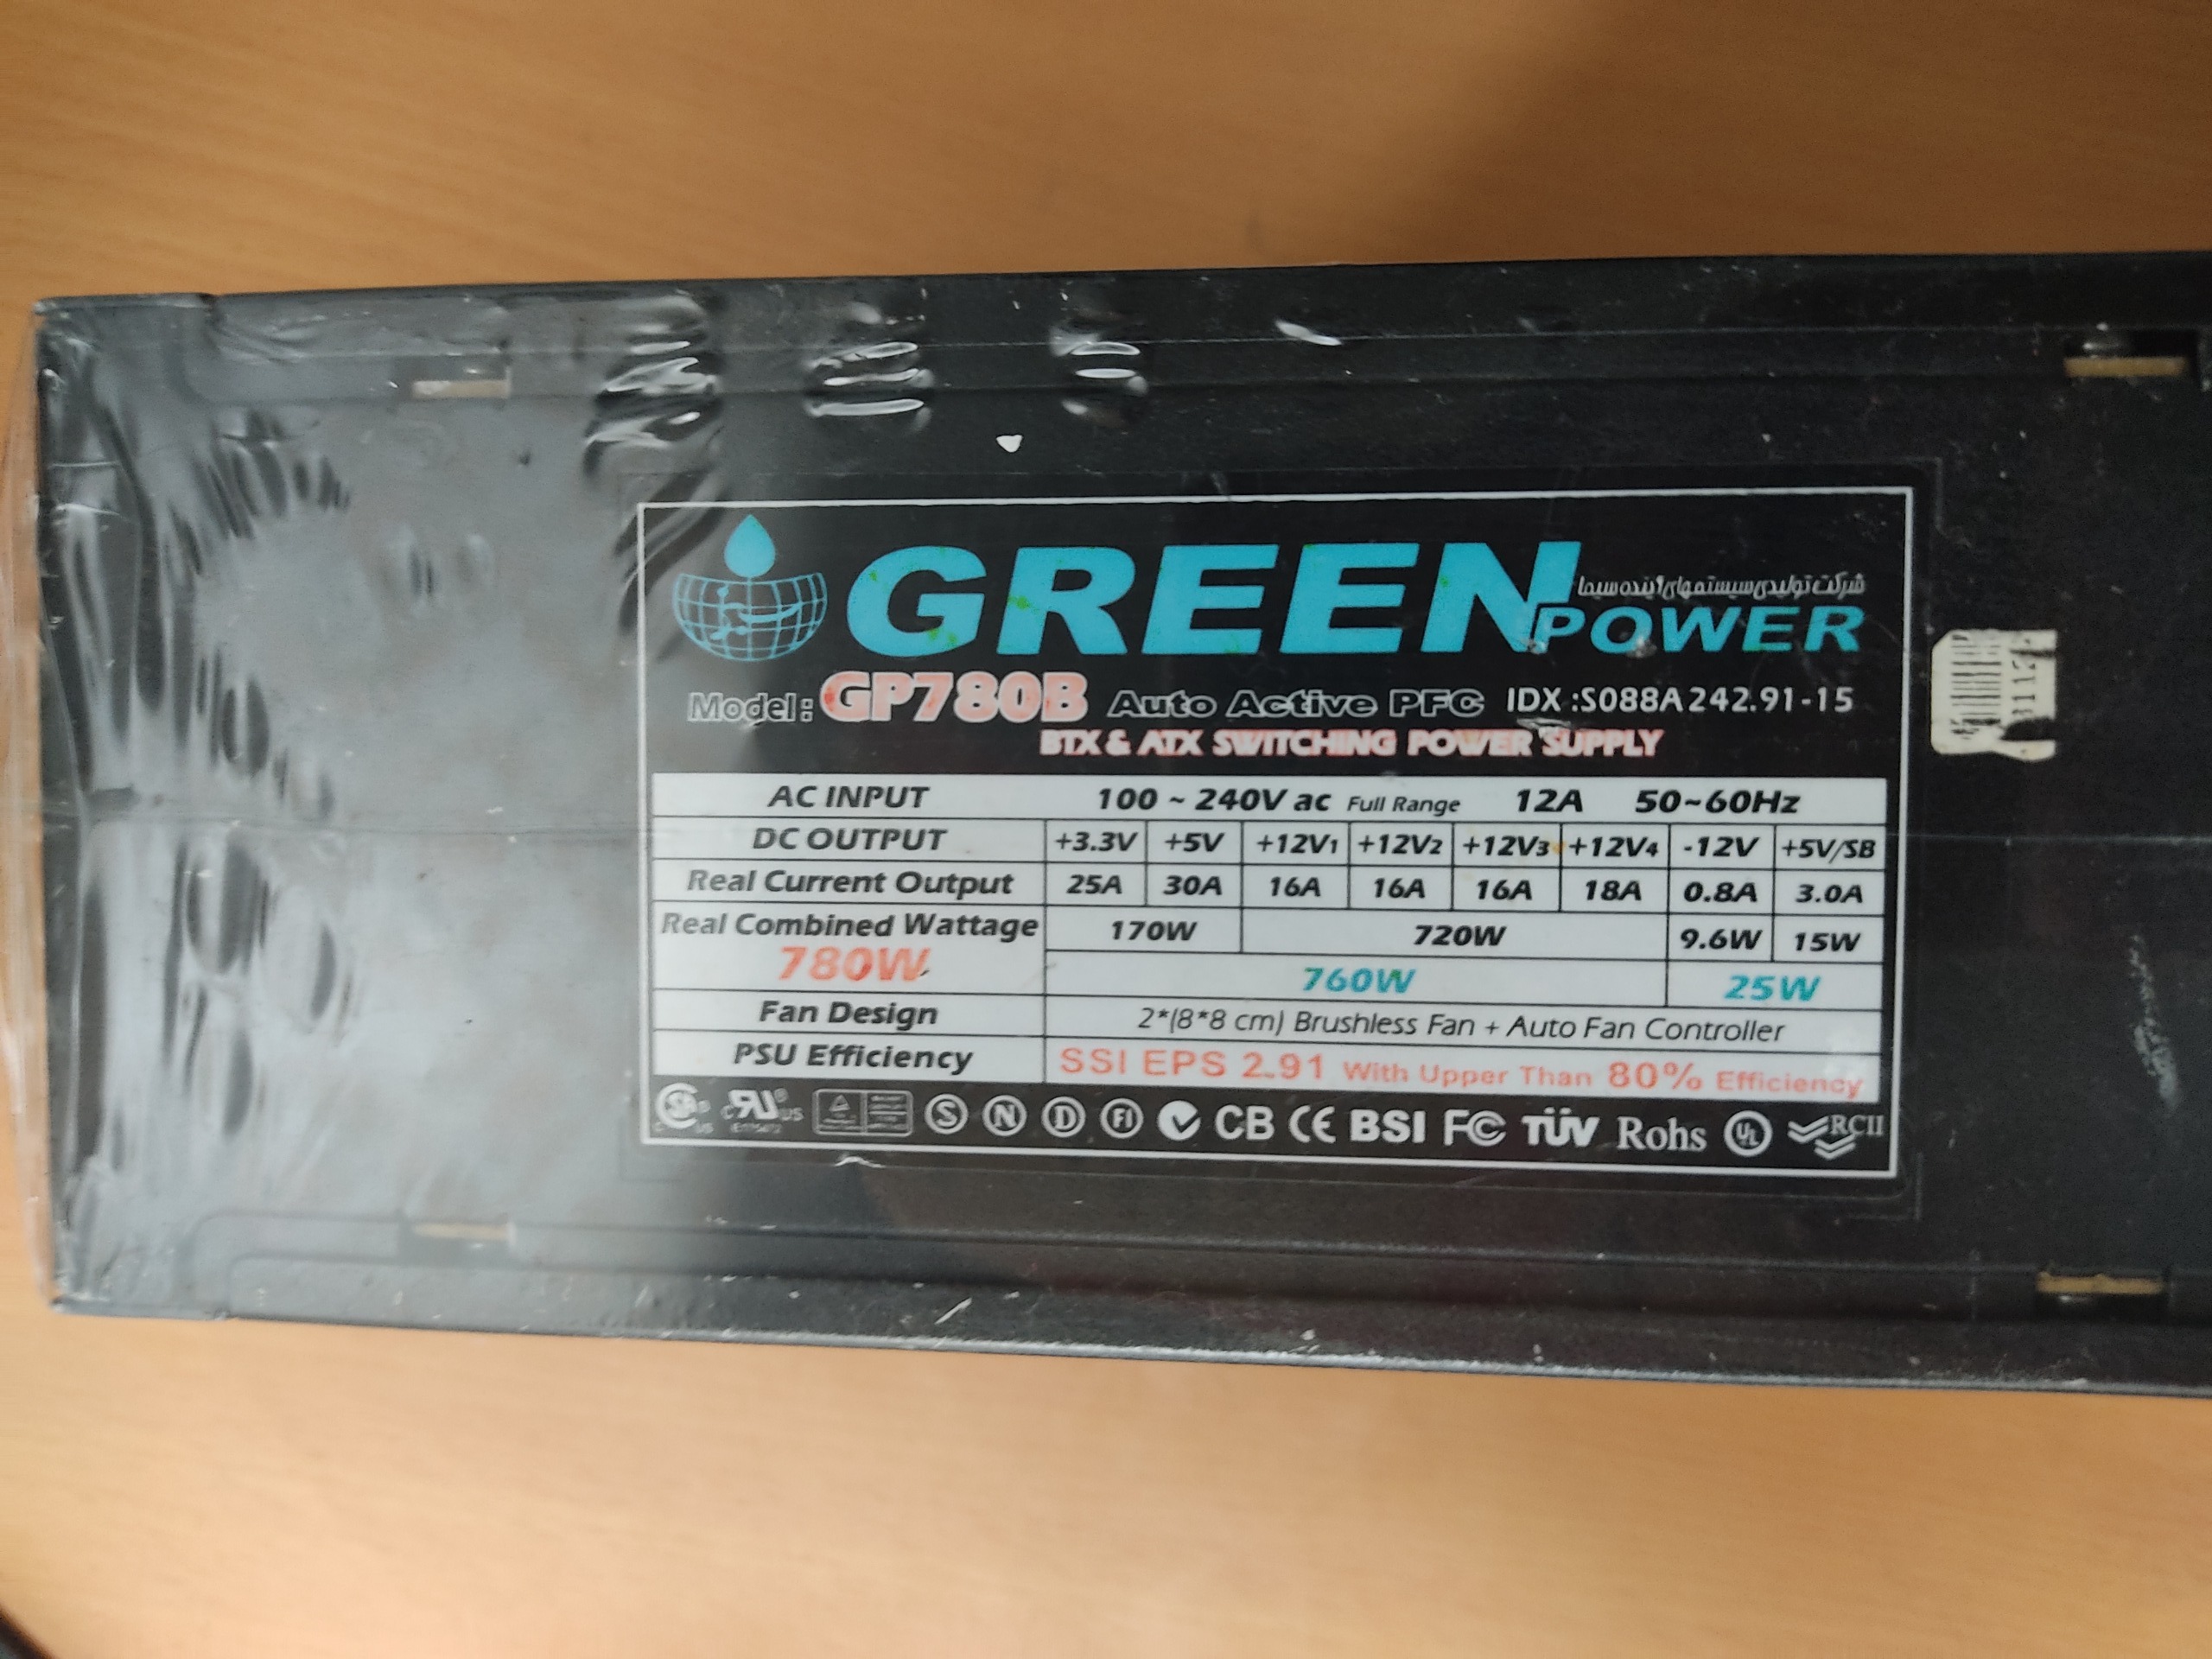 GREEN
شرکت تولیدی سیستمهای آینده سیما
POWER
Model: GP780B Auto Active PFC IDX :S088A242.91-15
BTX & ATX SWITCHING POWER SUPPLY
AC INPUT 100 ~ 240V ac Full Range 12A 50~60Hz
DC OUTPUT +3.3V +5V +12V1 +12V2 +12V3 +12V4 -12V +5V/SB
Real Current Output 25A 30A 16A 16A 16A 18A 0.8A 3.0A
Real Combined Wattage 170W 720W 9.6W 15W
780W 760W 25W
Fan Design 2*(8*8 cm) Brushless Fan + Auto Fan Controller
PSU Efficiency SSI EPS 2.91 With Upper Than 80% Efficiency
S N D FI CB CE BSI FC TÜV Rohs UL RCII